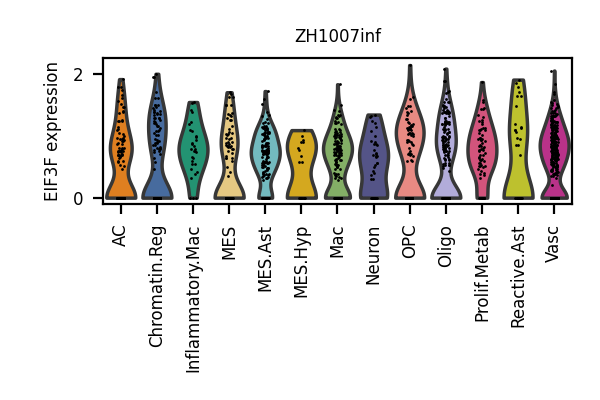 ZH1007inf
EIF3F expression
2
0
AC
Chromatin.Reg
Inflammatory.Mac
MES
MES.Ast
MES.Hyp
Mac
Neuron
OPC
Oligo
Prolif.Metab
Reactive.Ast
Vasc